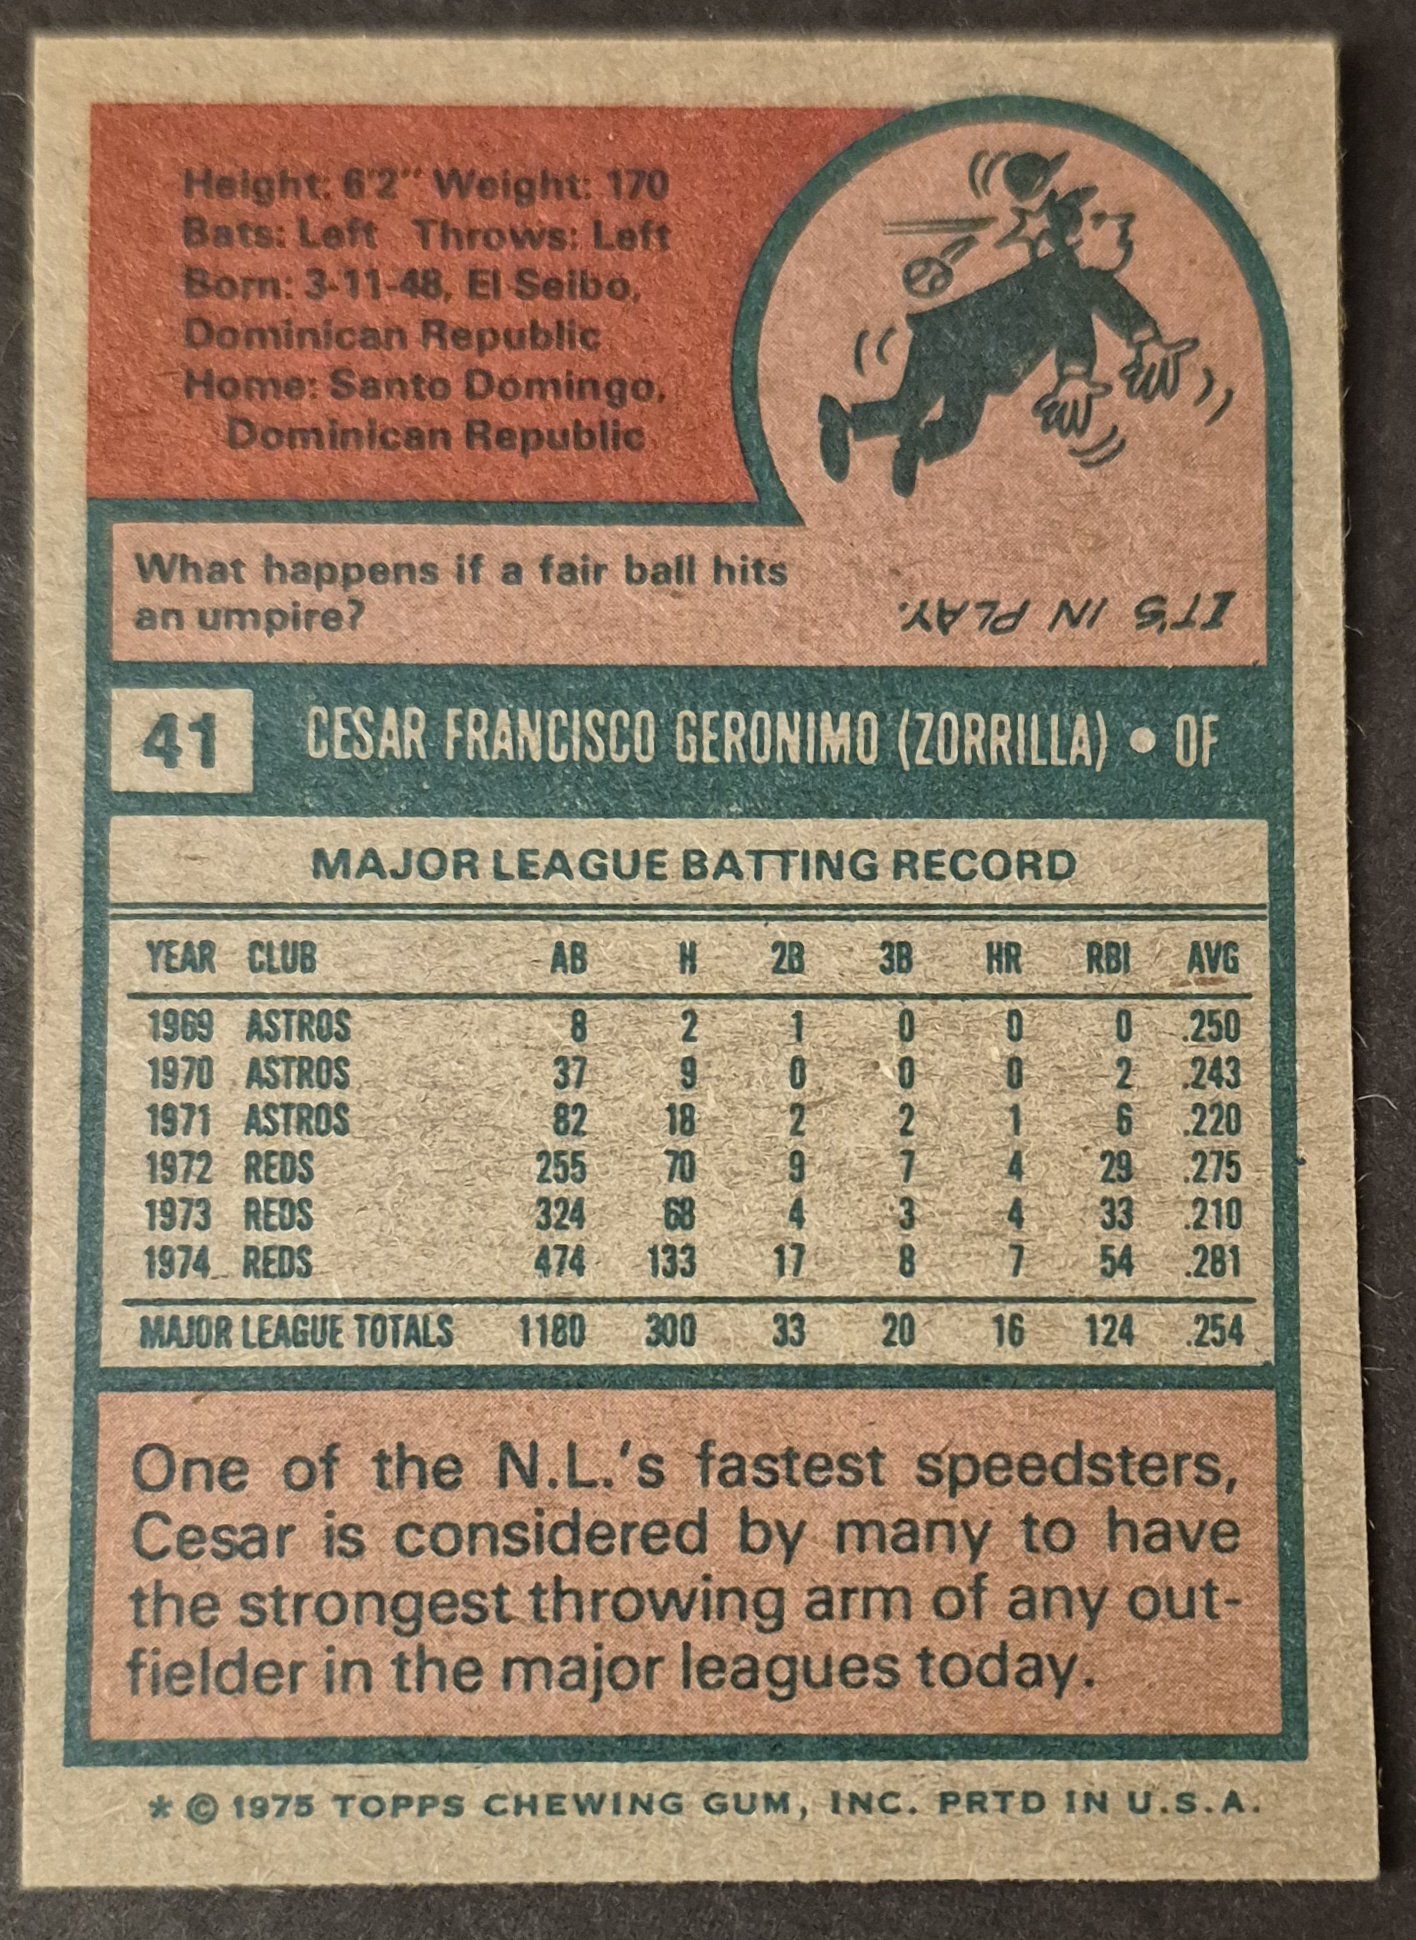 Height: 6'2" Weight: 170
Bats: Left Throws: Left
Born: 3-11-48, El Seibo,
Dominican Republic
Home: Santo Domingo,
Dominican Republic
What happens if a fair ball hits
an umpire?
IT'S IN PLAY.
41 CESAR FRANCISCO GERONIMO (ZORRILLA) • OF
MAJOR LEAGUE BATTING RECORD
YEAR CLUB AB H 2B 3B HR RBI AVG
1969 ASTROS 8 2 1 0 0 0 .250
1970 ASTROS 37 9 0 0 0 2 .243
1971 ASTROS 82 18 2 2 1 6 .220
1972 REDS 255 70 9 7 4 29 .275
1973 REDS 324 68 4 3 4 33 .210
1974 REDS 474 133 17 8 7 54 .281
MAJOR LEAGUE TOTALS 1180 300 33 20 16 124 .254
One of the N.L.'s fastest speedsters,
Cesar is considered by many to have
the strongest throwing arm of any out-
fielder in the major leagues today.
* © 1975 TOPPS CHEWING GUM, INC. PRTD IN U.S.A.